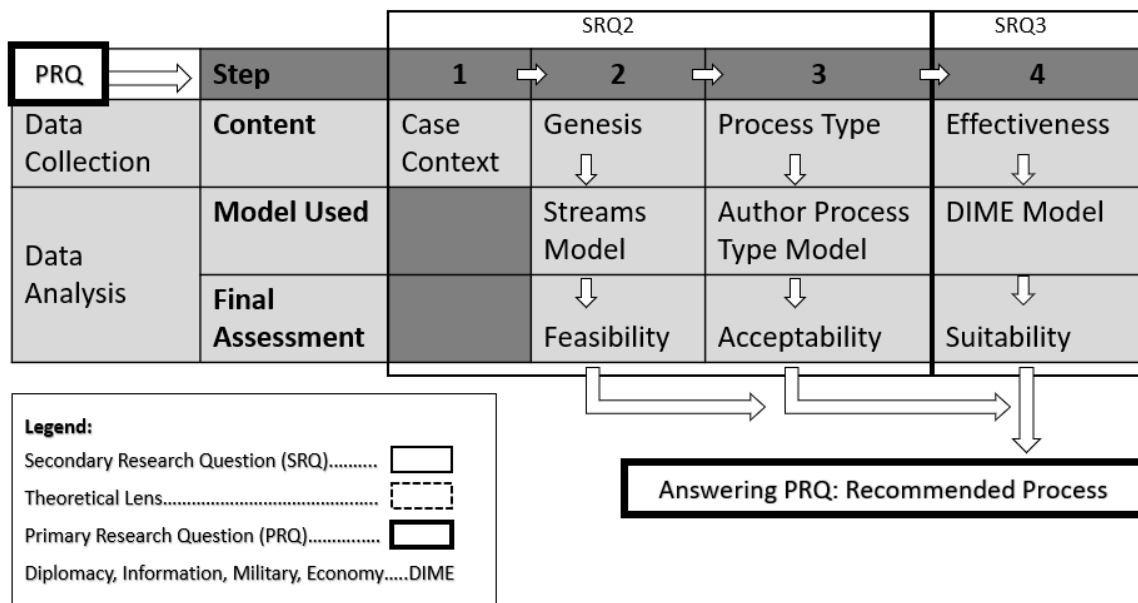 SRQ2
SRQ3
PRQ
Step
1
2
3
4
Data
Collection
Content
Case
Context
Genesis
Process Type
Effectiveness
Data
Analysis
Model Used
Streams
Model
Author Process
Type Model
DIME Model
Final
Assessment
Feasibility
Acceptability
Suitability
Legend:
Secondary Research Question (SRQ)..........
Theoretical Lens...........................................
Primary Research Question (PRQ)...............
Diplomacy, Information, Military, Economy.....DIME
Answering PRQ: Recommended Process